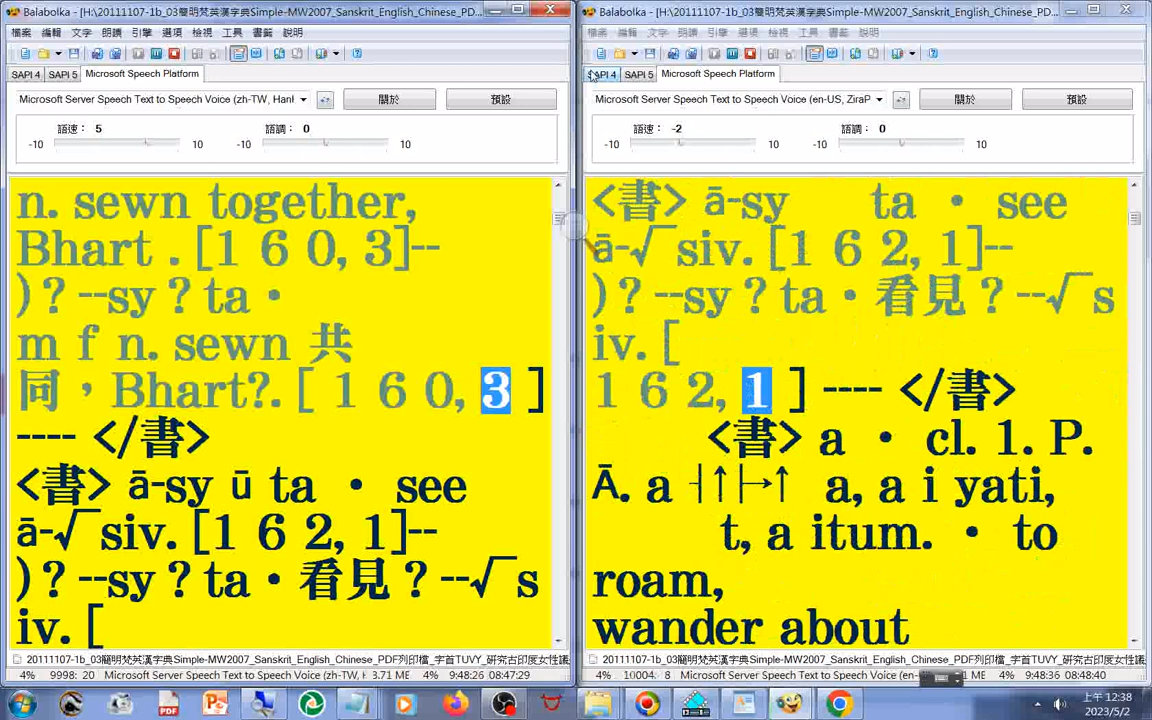 Balabolka - [H:\20111107-1b_03簡明梵英漢字典Simple-MW2007_Sanskrit_English_Chinese_PD...
檔案 編輯 文字 朗讀 引擎 選項 檢視 工具 書籤 說明
SAPI 4 SAPI 5 Microsoft Speech Platform
Microsoft Server Speech Text to Speech Voice (zh-TW, HanH
關於
預設
語速： 5
語調： 0
-10 10 -10 10
n. sewn together,
Bhart . [1 6 0, 3]--
)？--sy？ta・
m f n. sewn 共
同，Bhart?. [ 1 6 0, 3 ]
---- </書>
<書> ā-sy ū ta ・ see
ā-√siv. [1 6 2, 1]--
)？--sy？ta・看見？--√s
iv. [
20111107-1b_03簡明梵英漢字典Simple-MW2007_Sanskrit_English_Chinese_PDF列印檔_字首TUVY_研究古印度女性議
4% 9998: 20 Microsoft Server Speech Text to Speech Voice (zh-TW, H 3.71 ME 4% 9:48:26 08:47:29
Balabolka - [H:\20111107-1b_03簡明梵英漢字典Simple-MW2007_Sanskrit_English_Chinese_PD...
檔案 編輯 文字 朗讀 引擎 選項 檢視 工具 書籤 說明
SAPI 4 SAPI 5 Microsoft Speech Platform
Microsoft Server Speech Text to Speech Voice (en-US, ZiraP
關於
預設
語速： -2
語調： 0
-10 10 -10 10
<書> ā-sy ta ・ see
ā-√siv. [1 6 2, 1]--
)？--sy？ta・看見？--√s
iv. [
1 6 2, 1 ] ---- </書>
<書> a ・ cl. 1. P.
Ā. a ┤↑├→↑ a, a i yati,
t, a itum. ・ to
roam,
wander about
20111107-1b_03簡明梵英漢字典Simple-MW2007_Sanskrit_English_Chinese_PDF列印檔_字首TUVY_研究古印度女性議
4% 10004: 8 Microsoft Server Speech Text to Speech Voice (en-US 1 ME 4% 9:48:36 08:48:40
上午 12:38
2023/5/2